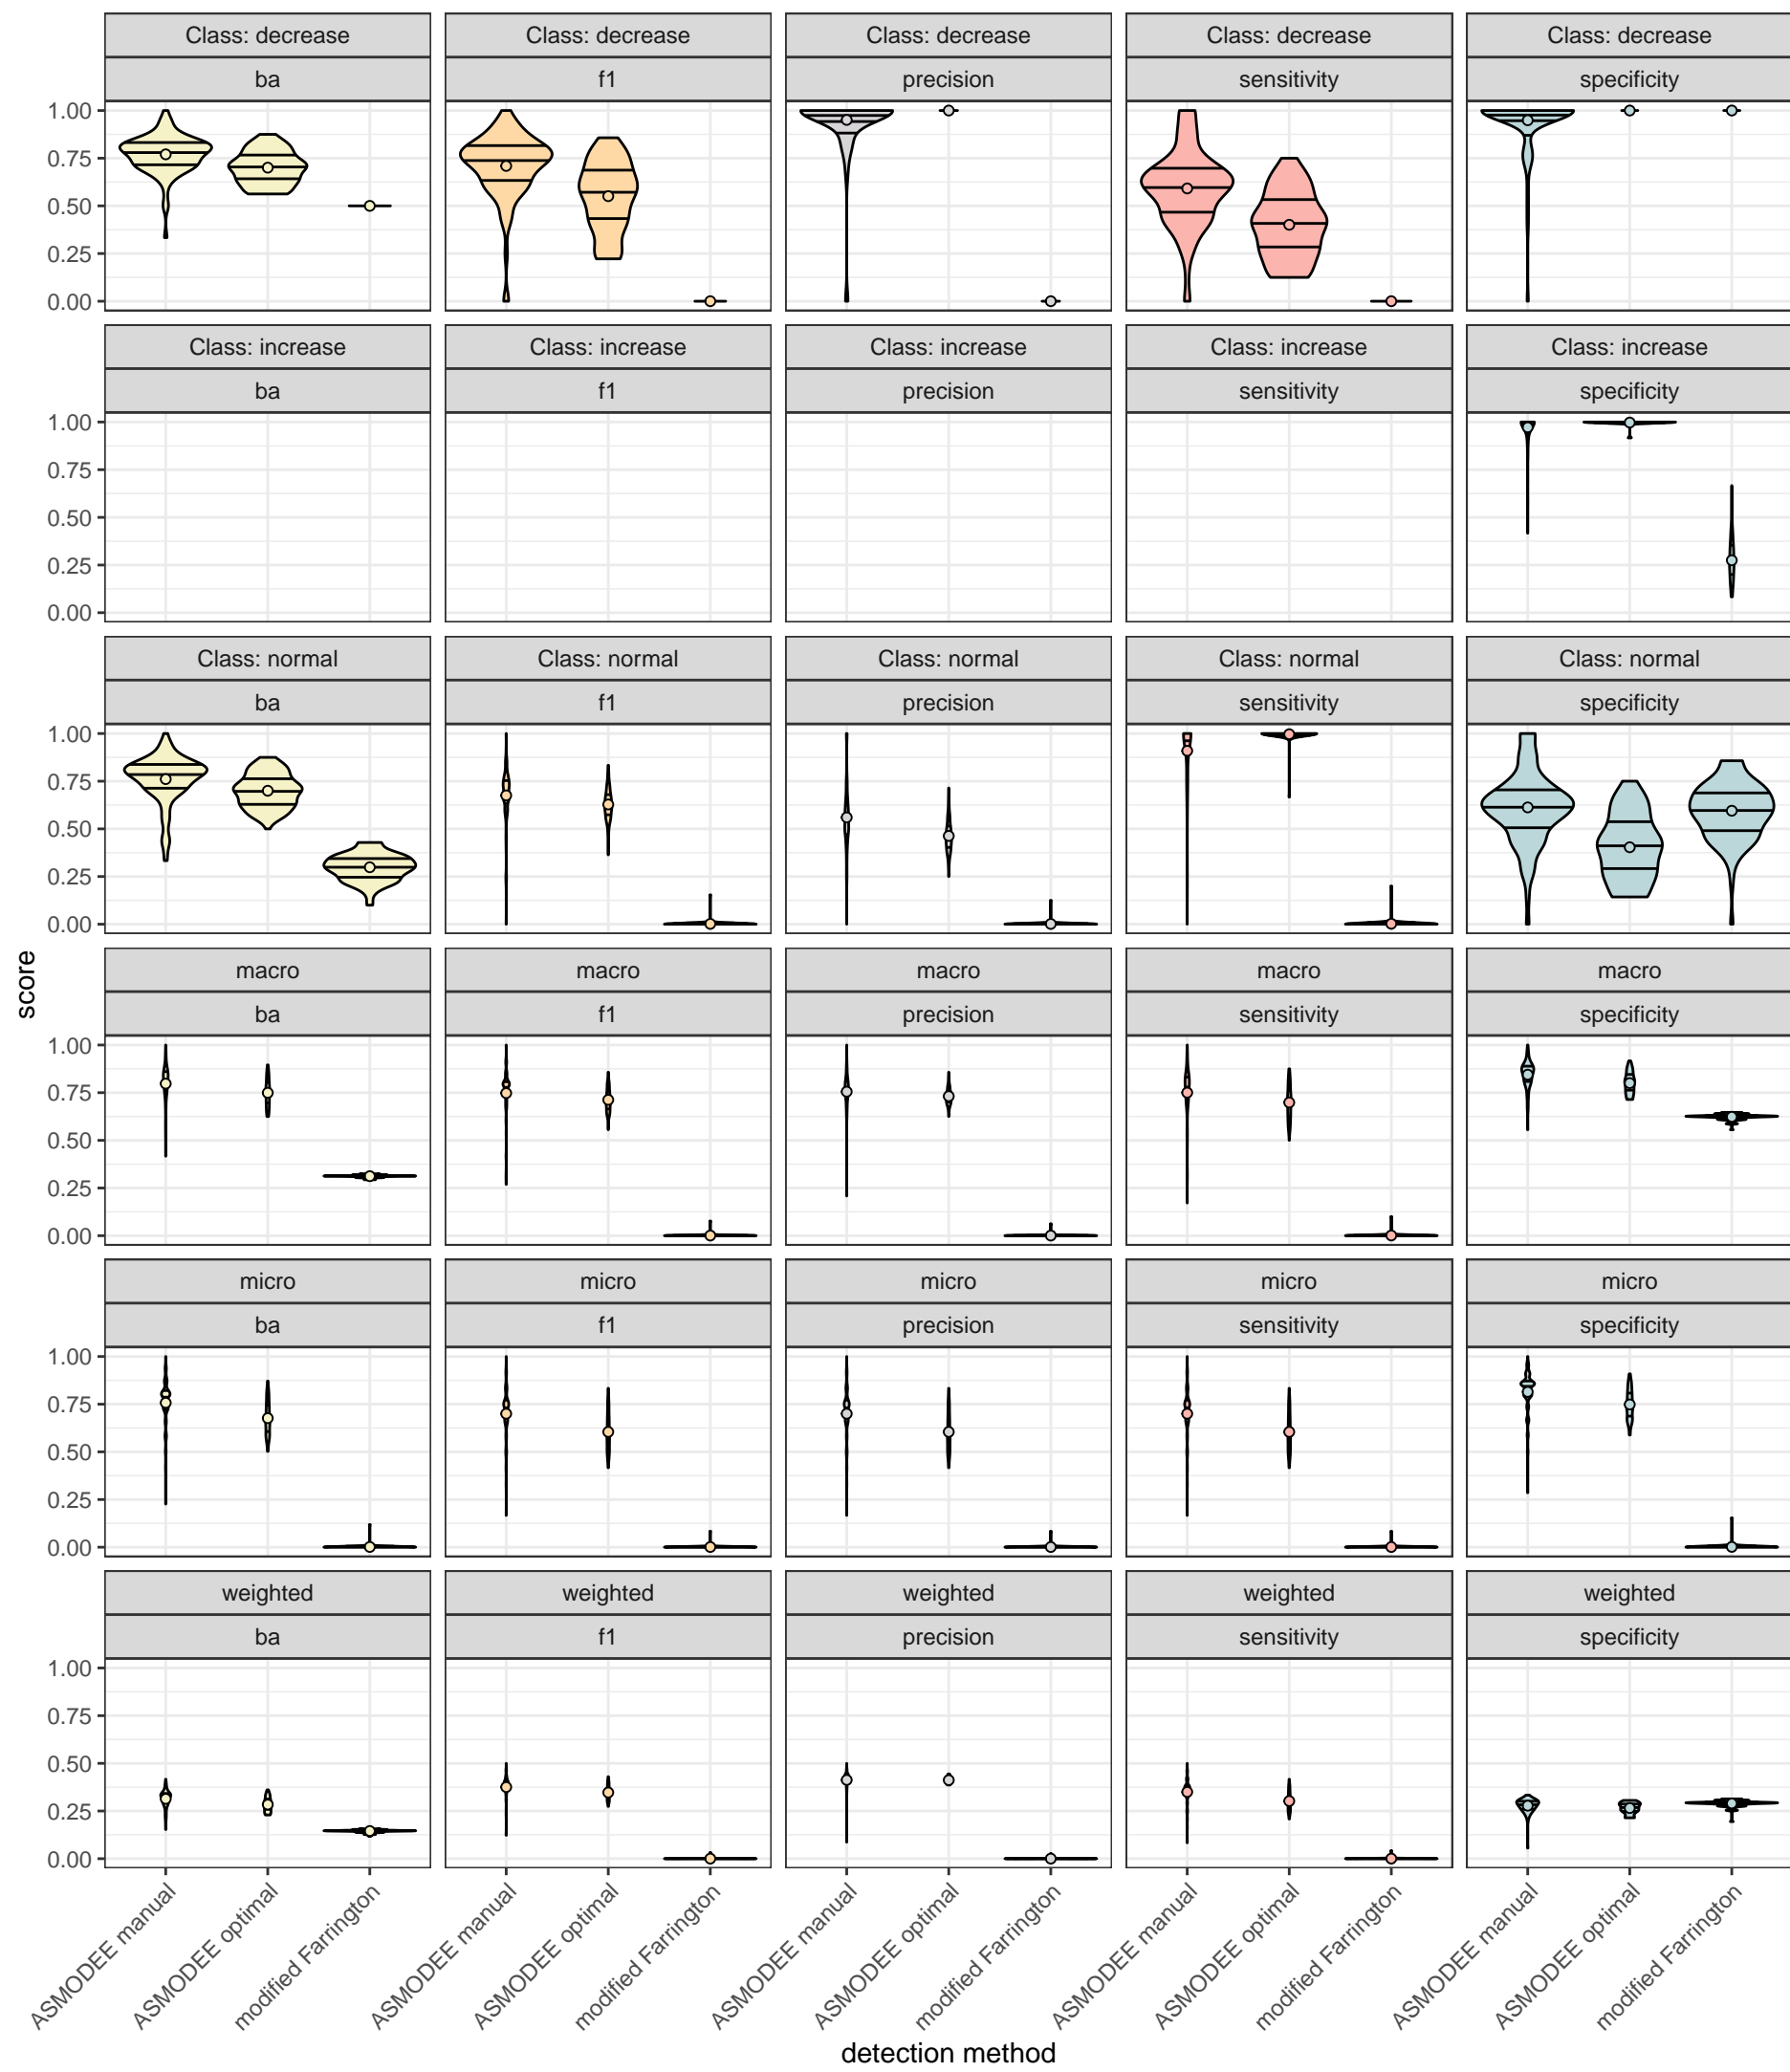 Class: decrease Class: decrease Class: decrease Class: decrease Class: decrease
ba f1 precision sensitivity specificity
1.00
0.75
0.50
0.25
0.00
Class: increase Class: increase Class: increase Class: increase Class: increase
ba f1 precision sensitivity specificity
1.00
0.75
0.50
0.25
0.00
Class: normal Class: normal Class: normal Class: normal Class: normal
ba f1 precision sensitivity specificity
1.00
0.75
0.50
0.25
0.00
score
macro macro macro macro macro
ba f1 precision sensitivity specificity
1.00
0.75
0.50
0.25
0.00
micro micro micro micro micro
ba f1 precision sensitivity specificity
1.00
0.75
0.50
0.25
0.00
weighted weighted weighted weighted weighted
ba f1 precision sensitivity specificity
1.00
0.75
0.50
0.25
0.00
ASMODEE manual ASMODEE optimal modified Farrington ASMODEE manual ASMODEE optimal modified Farrington ASMODEE manual ASMODEE optimal modified Farrington ASMODEE manual ASMODEE optimal modified Farrington ASMODEE manual ASMODEE optimal modified Farrington
detection method